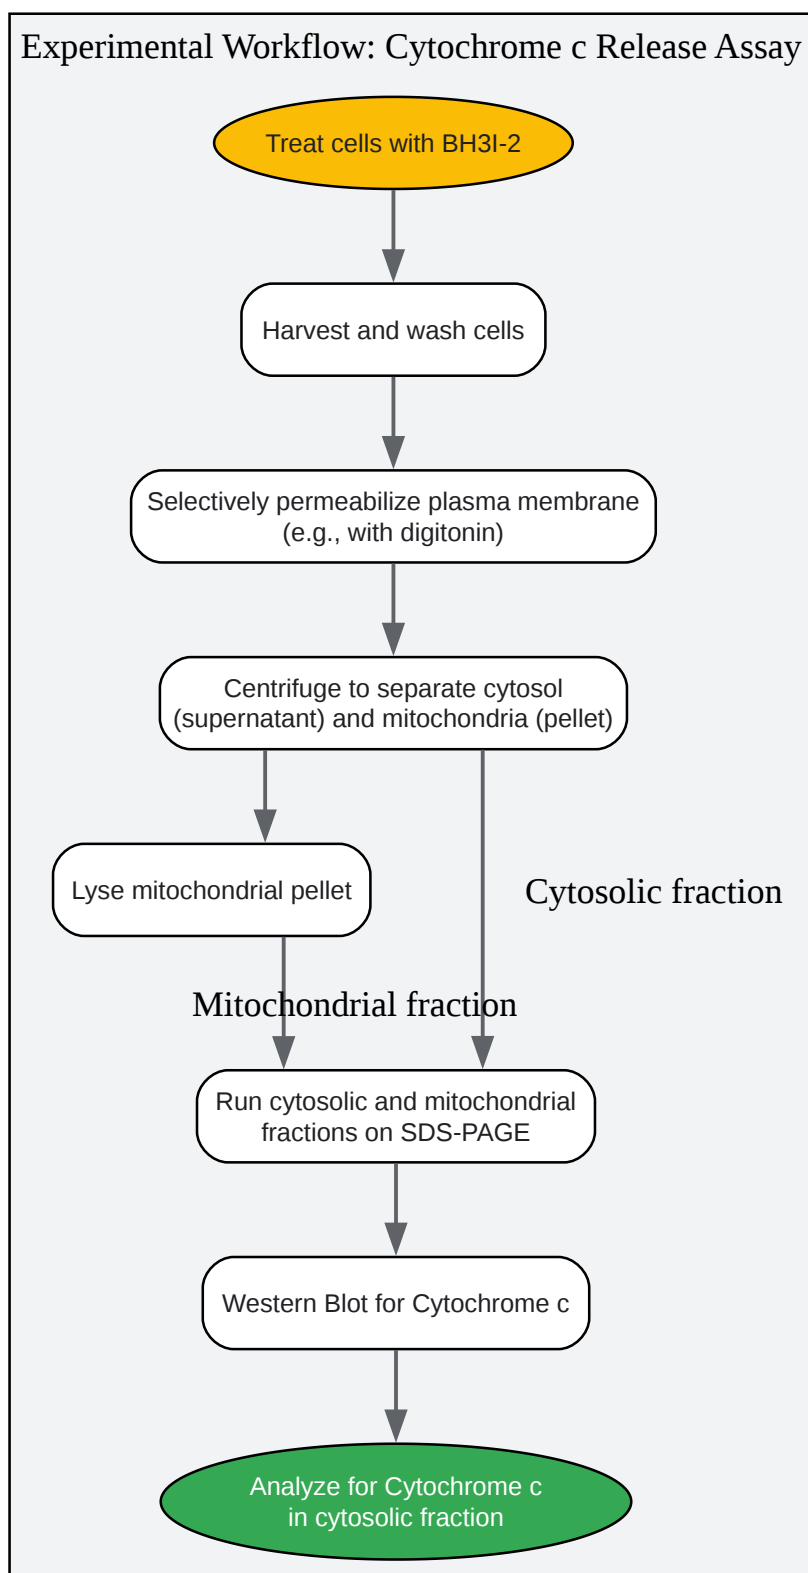 Experimental Workflow: Cytochrome c Release Assay
Treat cells with BH3I-2
Harvest and wash cells
Selectively permeabilize plasma membrane
(e.g., with digitonin)
Centrifuge to separate cytosol
(supernatant) and mitochondria (pellet)
Lyse mitochondrial pellet
Cytosolic fraction
Mitochondrial fraction
Run cytosolic and mitochondrial
fractions on SDS-PAGE
Western Blot for Cytochrome c
Analyze for Cytochrome c
in cytosolic fraction